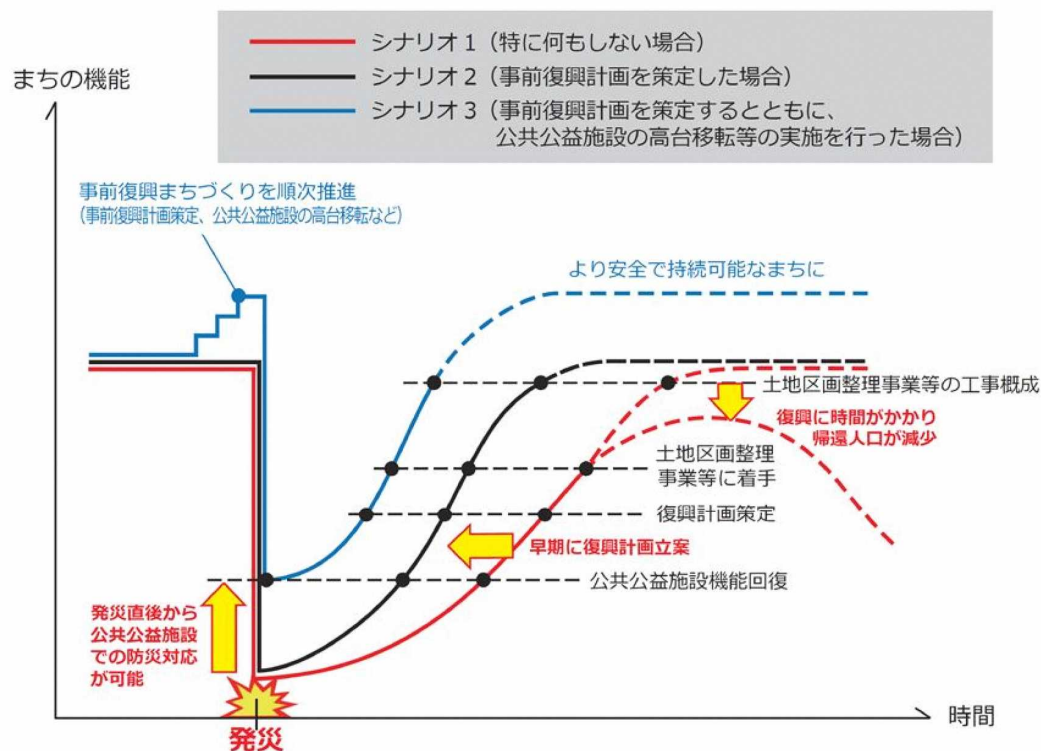 シナリオ1（特に何もしない場合）
シナリオ2（事前復興計画を策定した場合）
シナリオ3（事前復興計画を策定するとともに、
公共公益施設の高台移転等の実施を行った場合）
まちの機能
事前復興まちづくりを順次推進
（事前復興計画策定、公共公益施設の高台移転など）
より安全で持続可能なまちに
土地区画整理事業等の工事概成
復興に時間がかかり
帰還人口が減少
土地区画整理
事業等に着手
復興計画策定
早期に復興計画立案
公共公益施設機能回復
発災直後から
公共公益施設
での防災対応
が可能
発災
時間